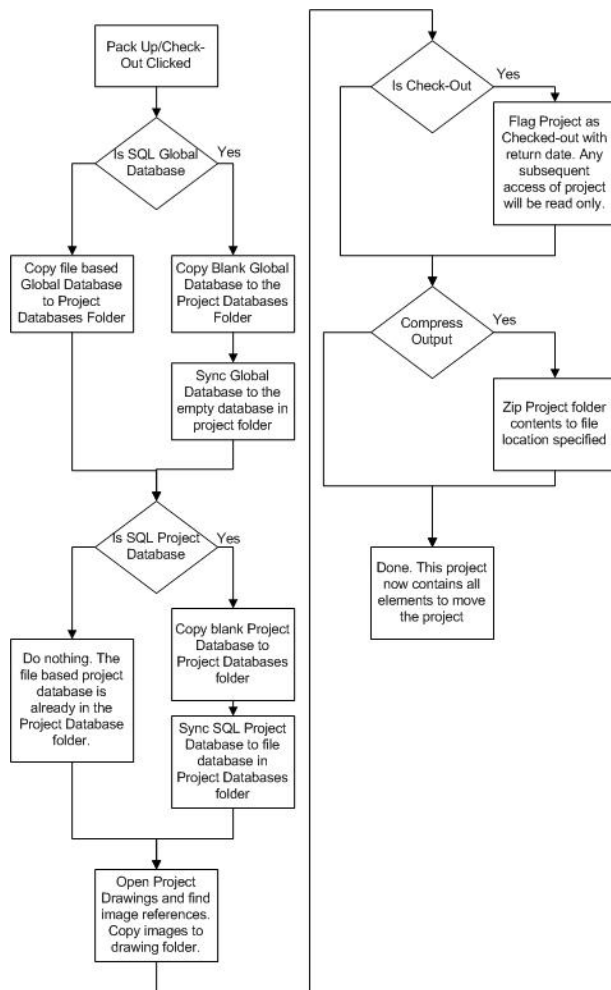 Pack Up/Check-
Out Clicked
Is SQL Global
Database
Yes
Copy file based
Global Database
to Project
Databases Folder
Copy Blank Global
Database to the
Project Databases
Folder
Sync Global
Database to the
empty database in
project folder
Is SQL Project
Database
Yes
Do nothing. The
file based project
database is
already in the
Project Database
folder.
Copy blank Project
Database to
Project Databases
folder
Sync SQL Project
Database to file
database in
Project Databases
folder
Open Project
Drawings and find
image references.
Copy images to
drawing folder.
Is Check-Out
Yes
Flag Project as
Checked-out with
return date. Any
subsequent
access of project
will be read only.
Compress
Output
Yes
Zip Project folder
contents to file
location specified
Done. This project
now contains all
elements to move
the project